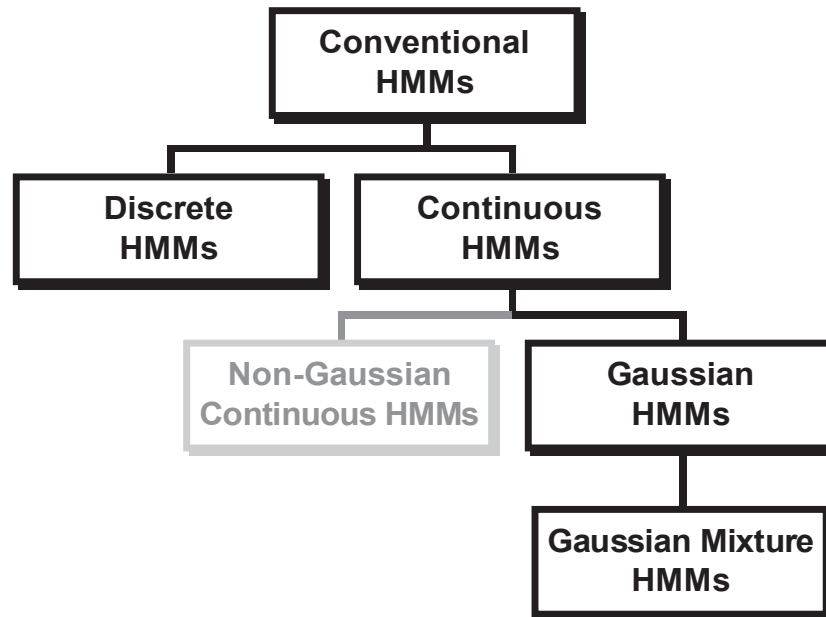 Conventional
HMMs
Discrete
HMMs
Continuous
HMMs
Non-Gaussian
Continuous HMMs
Gaussian
HMMs
Gaussian Mixture
HMMs